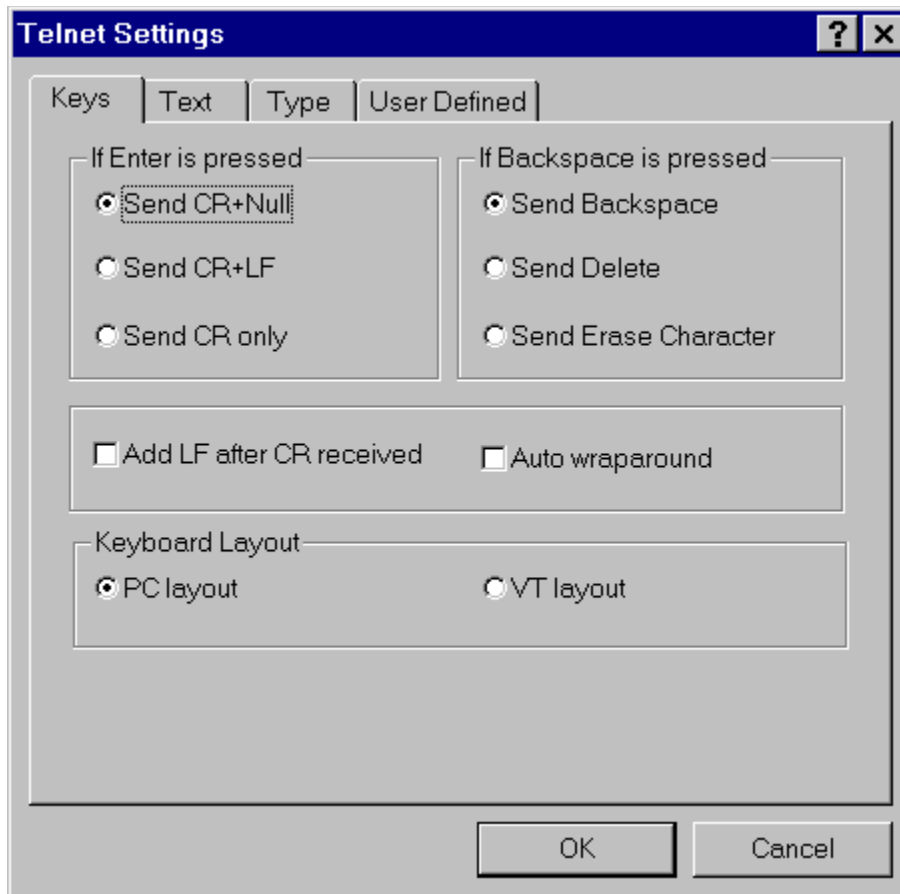 Telnet Settings
Keys Text Type User Defined
If Enter is pressed
Send CR+Null
Send CR+LF
Send CR only
If Backspace is pressed
Send Backspace
Send Delete
Send Erase Character
Add LF after CR received
Auto wraparound
Keyboard Layout
PC layout
VT layout
OK
Cancel